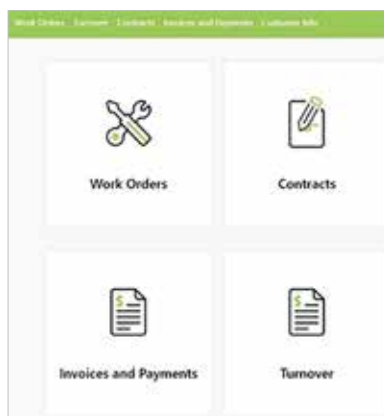 Work Orders Turnover Contracts Invoices and Payments Customer Info
Work Orders
Contracts
$
$
Invoices and Payments
Turnover